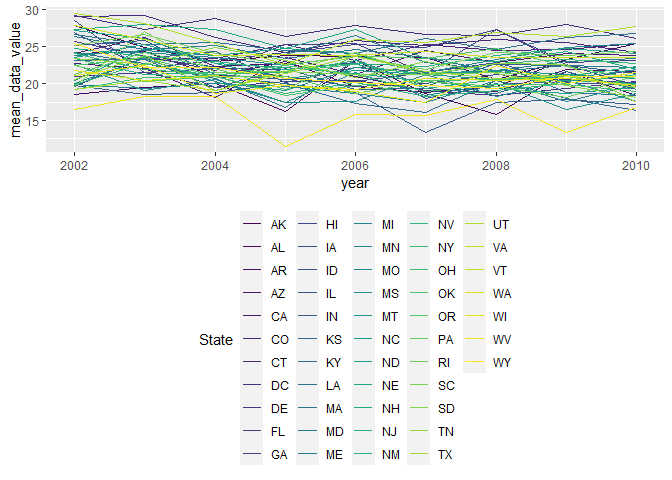 mean_data_value
30
25
20
15
2002 2004 2006 2008 2010
year
State
AK HI MI NV UT
AL IA MN NY VA
AR ID MO OH VT
AZ IL MS OK WA
CA IN MT OR WI
CO KS NC PA WV
CT KY ND RI WY
DC LA NE SC
DE MA NH SD
FL MD NJ TN
GA ME NM TX